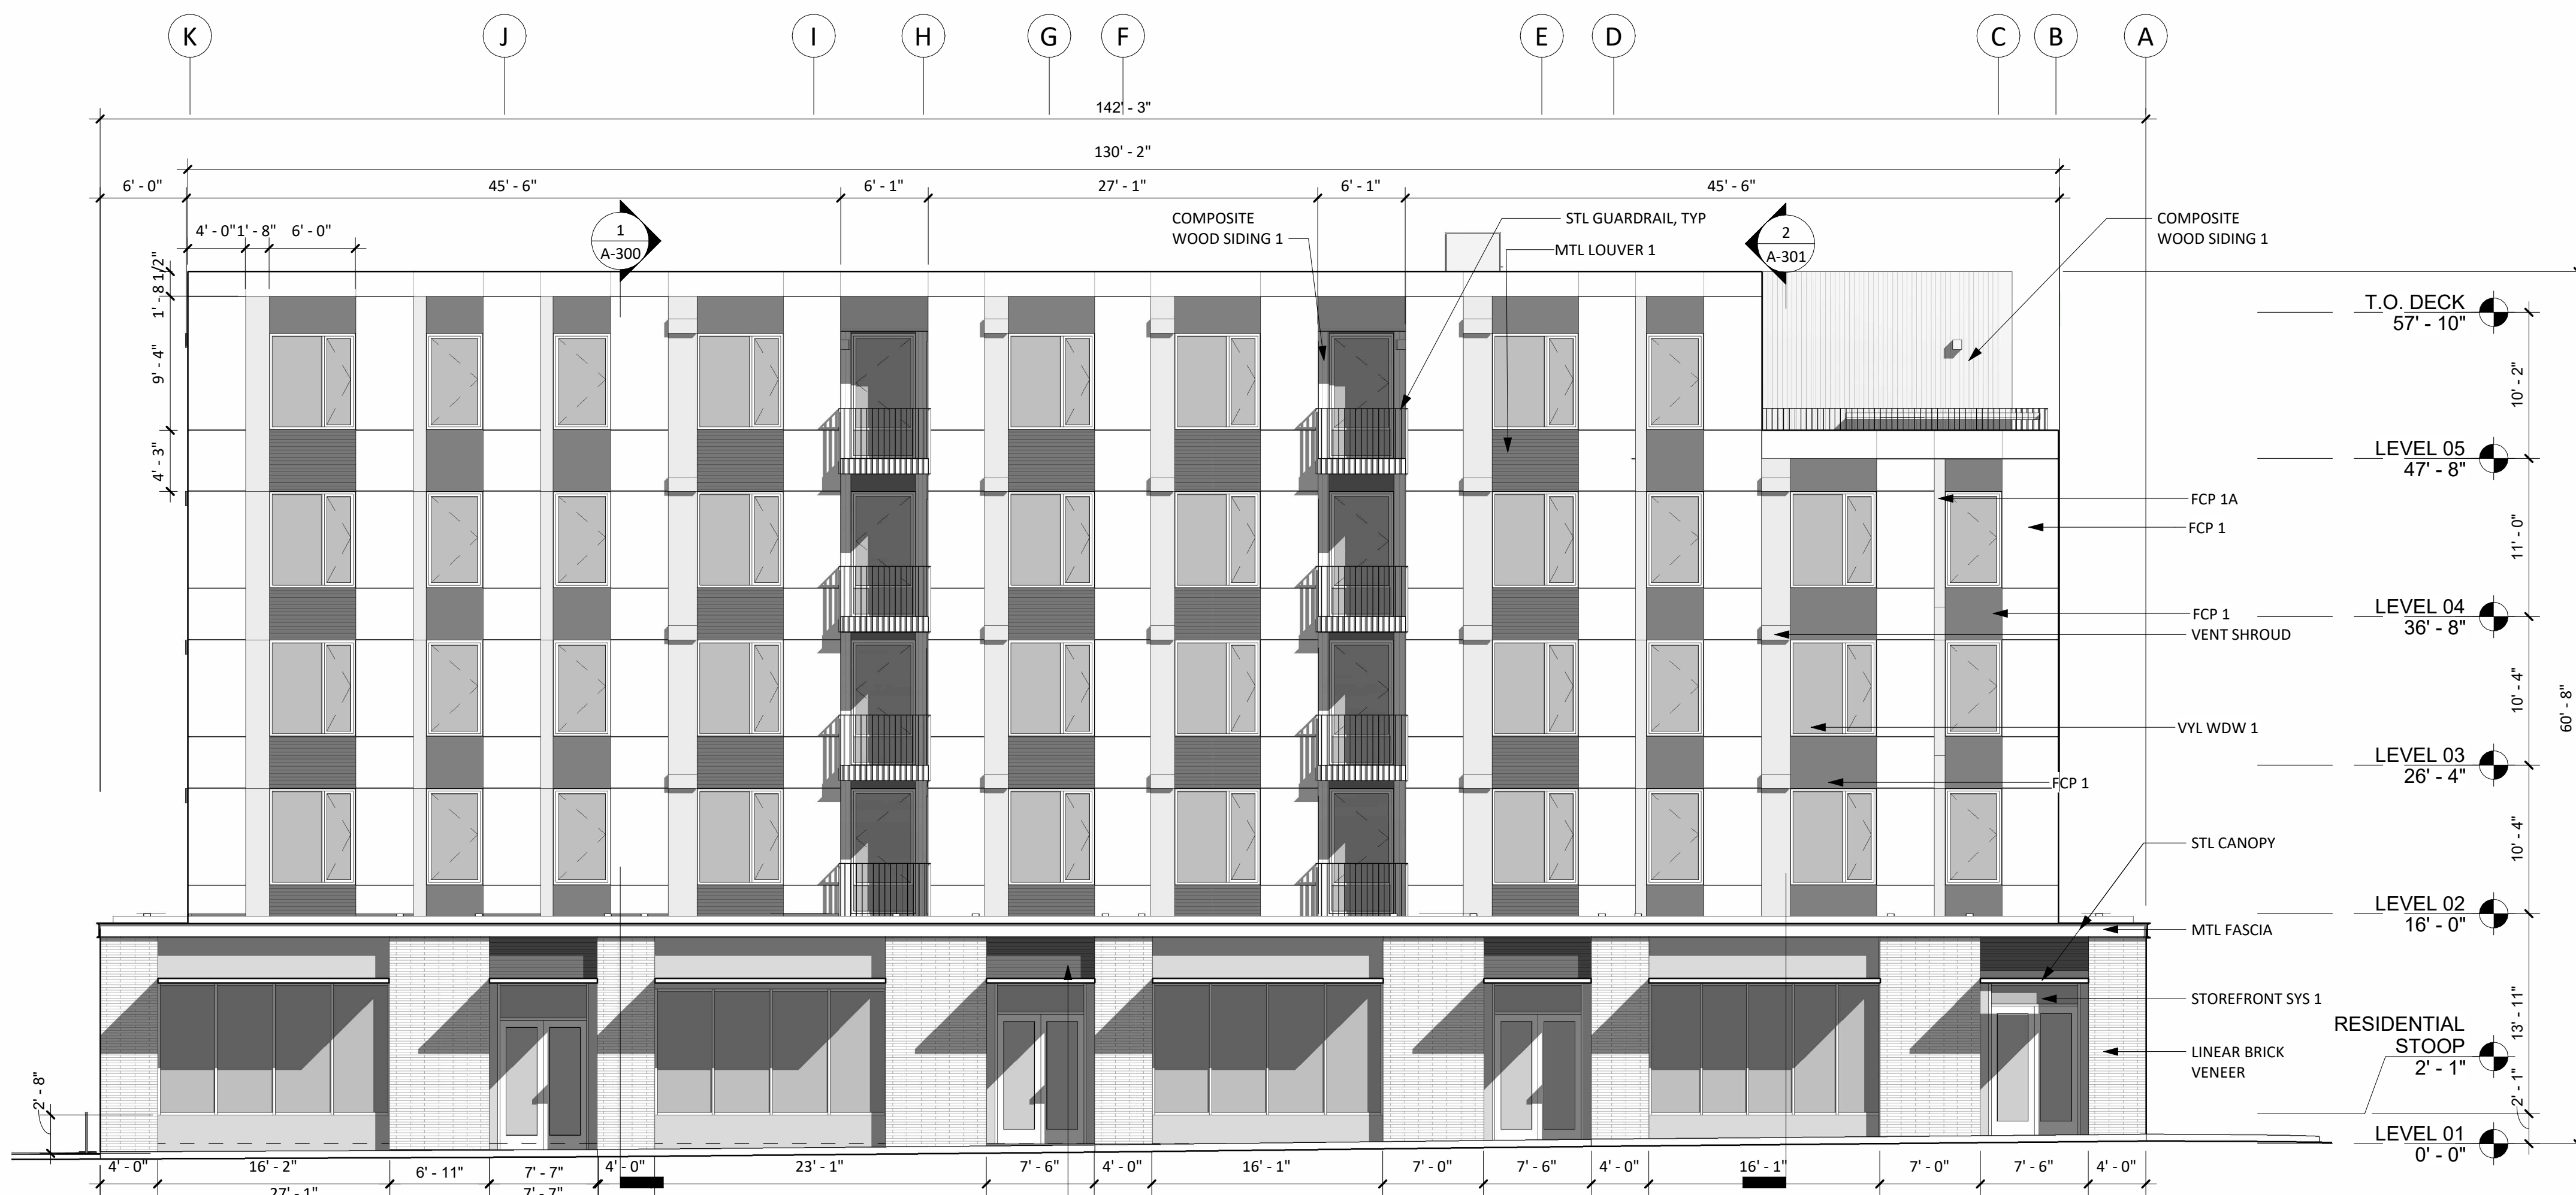 K J I H G F E D C B A
142' - 3"
130' - 2"
6' - 0" 45' - 6" 6' - 1" 27' - 1" 6' - 1" 45' - 6"
4' - 0" 1' - 8" 6' - 0"
1
A-300
COMPOSITE
WOOD SIDING 1
STL GUARDRAIL, TYP
MTL LOUVER 1
2
A-301
COMPOSITE
WOOD SIDING 1
1' - 8 1/2"
9' - 4"
4' - 3"
T.O. DECK
57' - 10"
10' - 2"
LEVEL 05
47' - 8"
FCP 1A
FCP 1
11' - 0"
FCP 1
VENT SHROUD
LEVEL 04
36' - 8"
10' - 4"
60' - 8"
VYL WDW 1
LEVEL 03
26' - 4"
FCP 1
10' - 4"
STL CANOPY
LEVEL 02
16' - 0"
MTL FASCIA
STOREFRONT SYS 1
13' - 11"
RESIDENTIAL
STOOP
2' - 1"
LINEAR BRICK
VENEER
2' - 8"
2' - 1"
LEVEL 01
0' - 0"
4' - 0" 16' - 2" 6' - 11" 7' - 7" 4' - 0" 23' - 1" 7' - 6" 4' - 0" 16' - 1" 7' - 0" 7' - 6" 4' - 0" 16' - 1" 7' - 0" 7' - 6" 4' - 0"
27' - 1" 7' - 7"